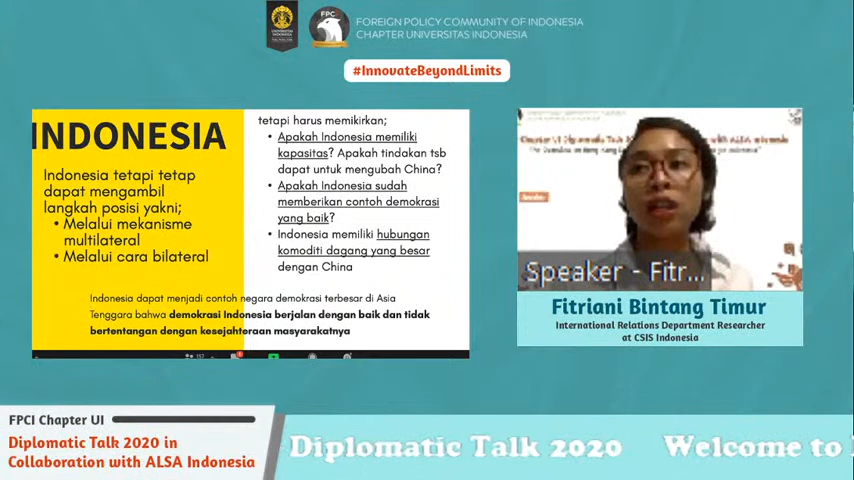 FPC
FOREIGN POLICY COMMUNITY OF INDONESIA
CHAPTER UNIVERSITAS INDONESIA
#InnovateBeyondLimits
INDONESIA
Indonesia tetapi tetap
dapat mengambil
langkah posisi yakni;
• Melalui mekanisme
multilateral
• Melalui cara bilateral
tetapi harus memikirkan;
• Apakah Indonesia memiliki
kapasitas? Apakah tindakan tsb
dapat untuk mengubah China?
• Apakah Indonesia sudah
memberikan contoh demokrasi
yang baik?
• Indonesia memiliki hubungan
komoditi dagang yang besar
dengan China
Indonesia dapat menjadi contoh negara demokrasi terbesar di Asia
Tenggara bahwa demokrasi Indonesia berjalan dengan baik dan tidak
bertentangan dengan kesejahteraan masyarakatnya
Speaker - Fitr...
Fitriani Bintang Timur
International Relations Department Researcher
at CSIS Indonesia
FPCI Chapter UI
Diplomatic Talk 2020 in
Collaboration with ALSA Indonesia
Diplomatic Talk 2020 Welcome to